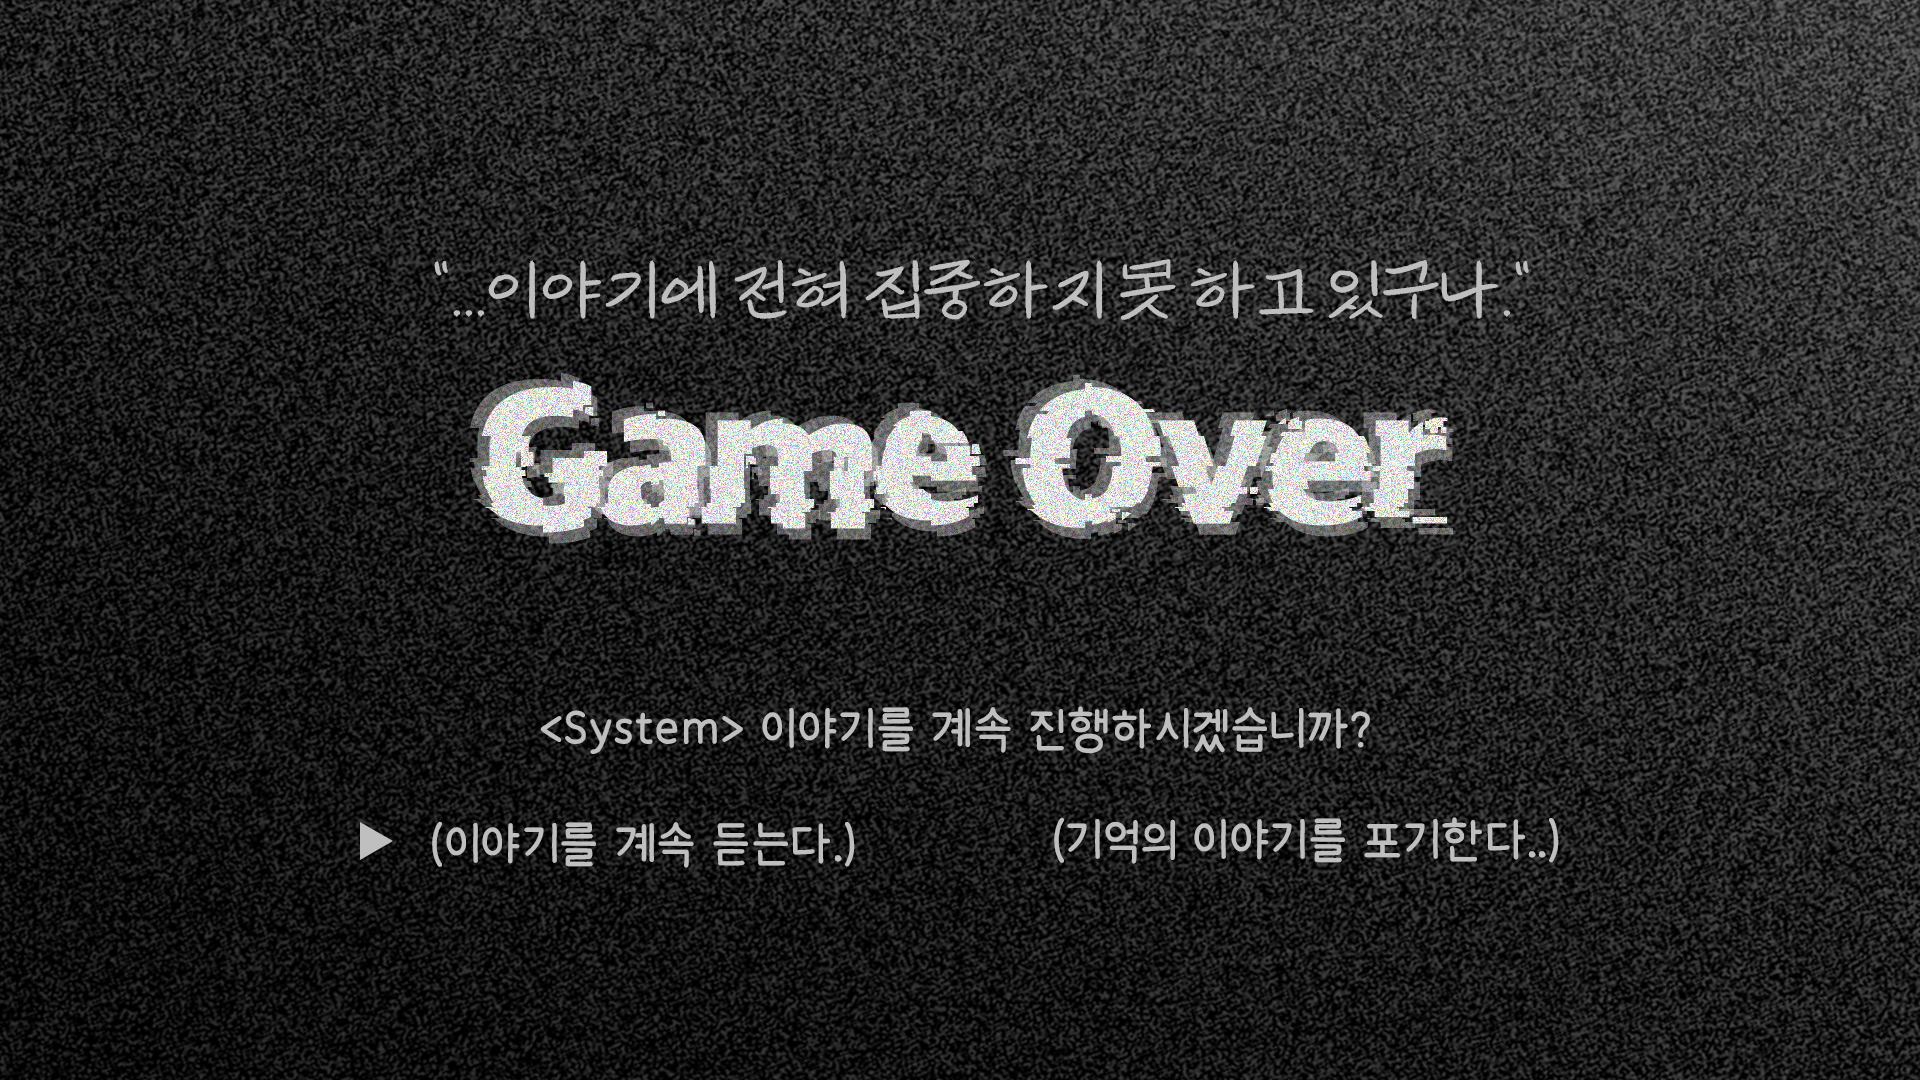 "...이야기에 전혀 집중하지 못 하고 있구나."
Game Over
<System> 이야기를 계속 진행하시겠습니까?
▶ (이야기를 계속 듣는다.) (기억의 이야기를 포기한다..)